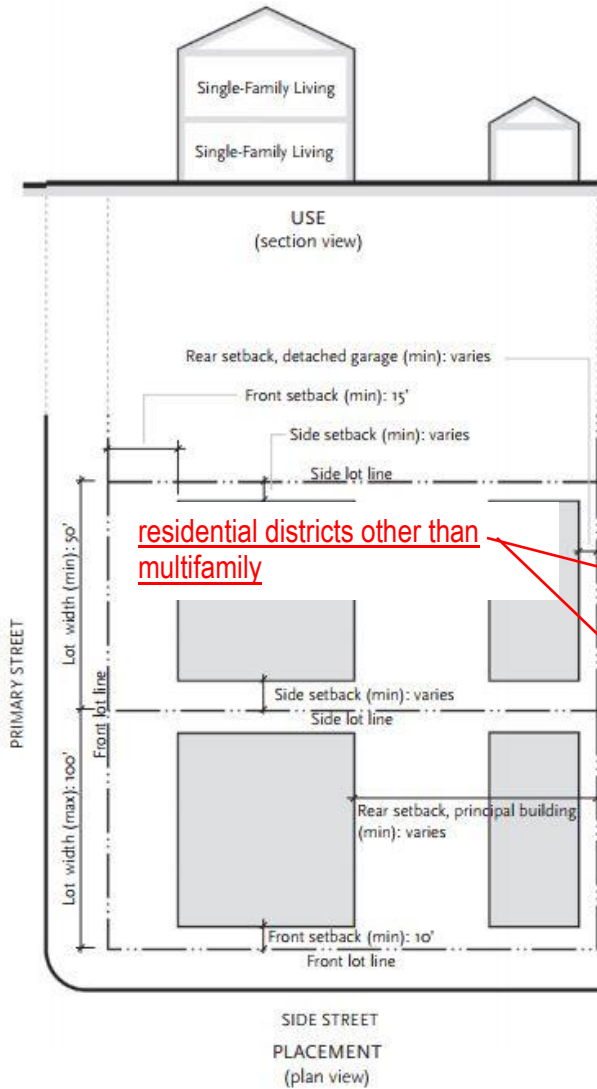 Single-Family Living
Single-Family Living
USE
(section view)
Rear setback, detached garage (min): varies
Front setback (min): 15'
Side setback (min): varies
Side lot line
residential districts other than
multifamily
Lot width (min): 50'
PRIMARY STREET
Front lot line
Side setback (min): varies
Side lot line
Lot width (max): 100'
Rear setback, principal building
(min): varies
Front setback (min): 10'
Front lot line
SIDE STREET
PLACEMENT
(plan view)